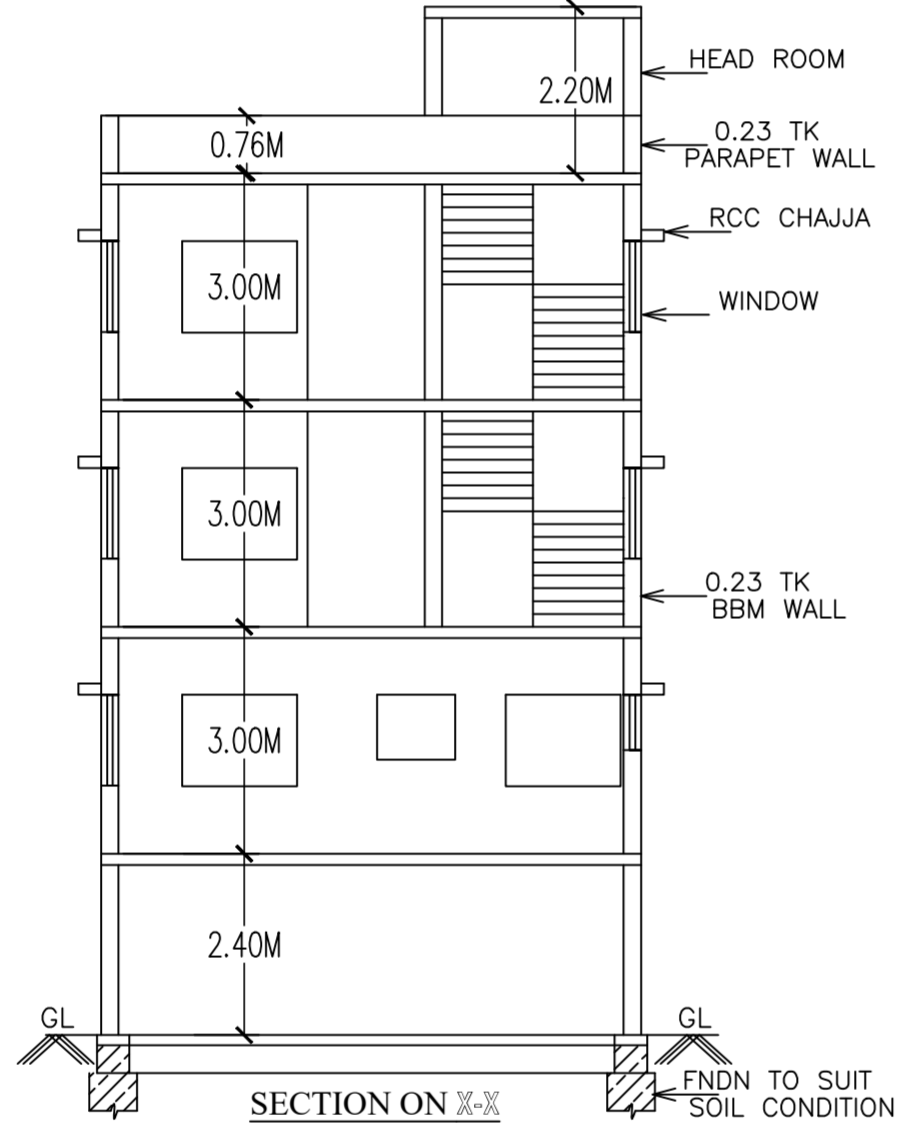 HEAD ROOM
2.20M
0.23 TK
PARAPET WALL
0.76M
RCC CHAJJA
3.00M
WINDOW
3.00M
0.23 TK
BBM WALL
3.00M
2.40M
GL
GL
FNDN TO SUIT
SOIL CONDITION
SECTION ON X-X